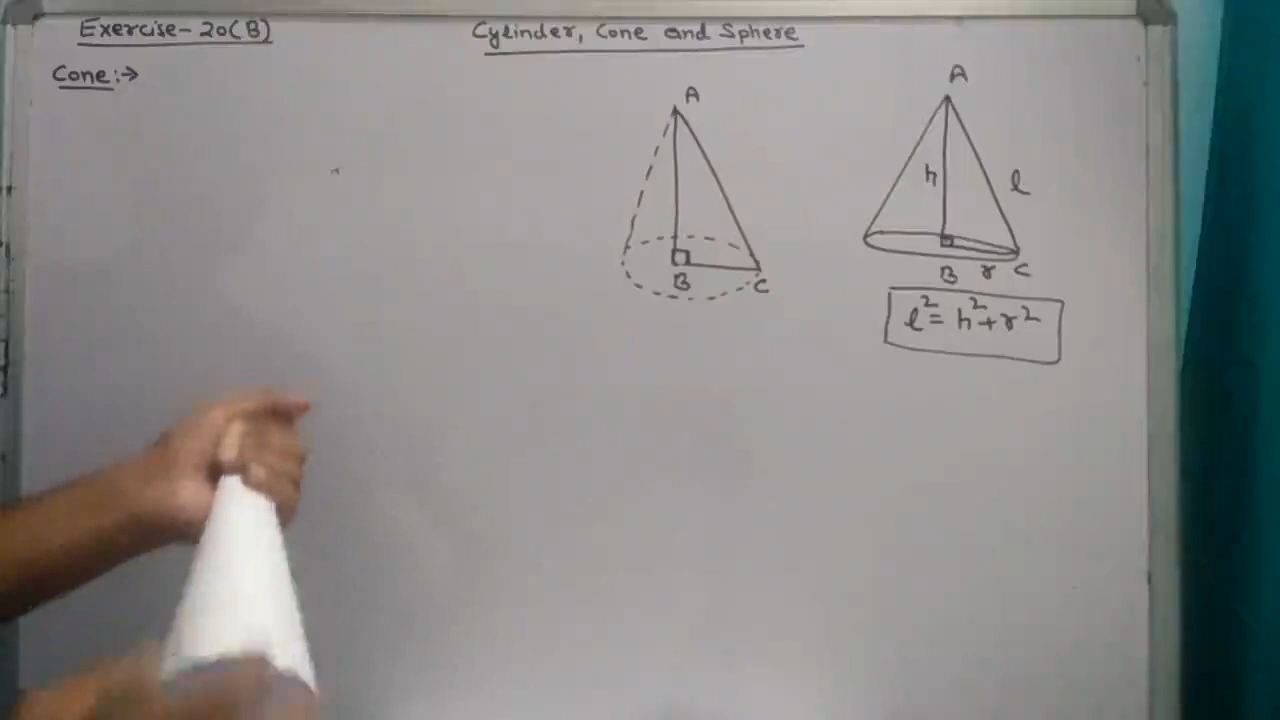 Exercise-20(B)
Cylinder, Cone and Sphere
Cone:→
A
B
C
A
h
l
B
r
C
l²=h²+r²